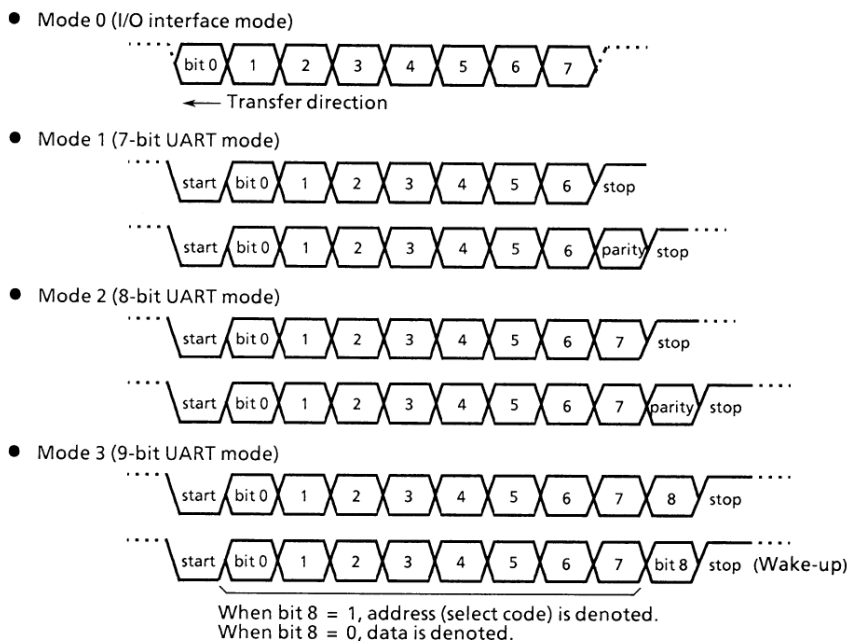 ● Mode 0 (I/O interface mode)
bit 0 1 2 3 4 5 6 7
← Transfer direction
● Mode 1 (7-bit UART mode)
start bit 0 1 2 3 4 5 6 stop
start bit 0 1 2 3 4 5 6 parity stop
● Mode 2 (8-bit UART mode)
start bit 0 1 2 3 4 5 6 7 stop
start bit 0 1 2 3 4 5 6 7 parity stop
● Mode 3 (9-bit UART mode)
start bit 0 1 2 3 4 5 6 7 8 stop
start bit 0 1 2 3 4 5 6 7 bit 8 stop (Wake-up)
When bit 8 = 1, address (select code) is denoted.
When bit 8 = 0, data is denoted.